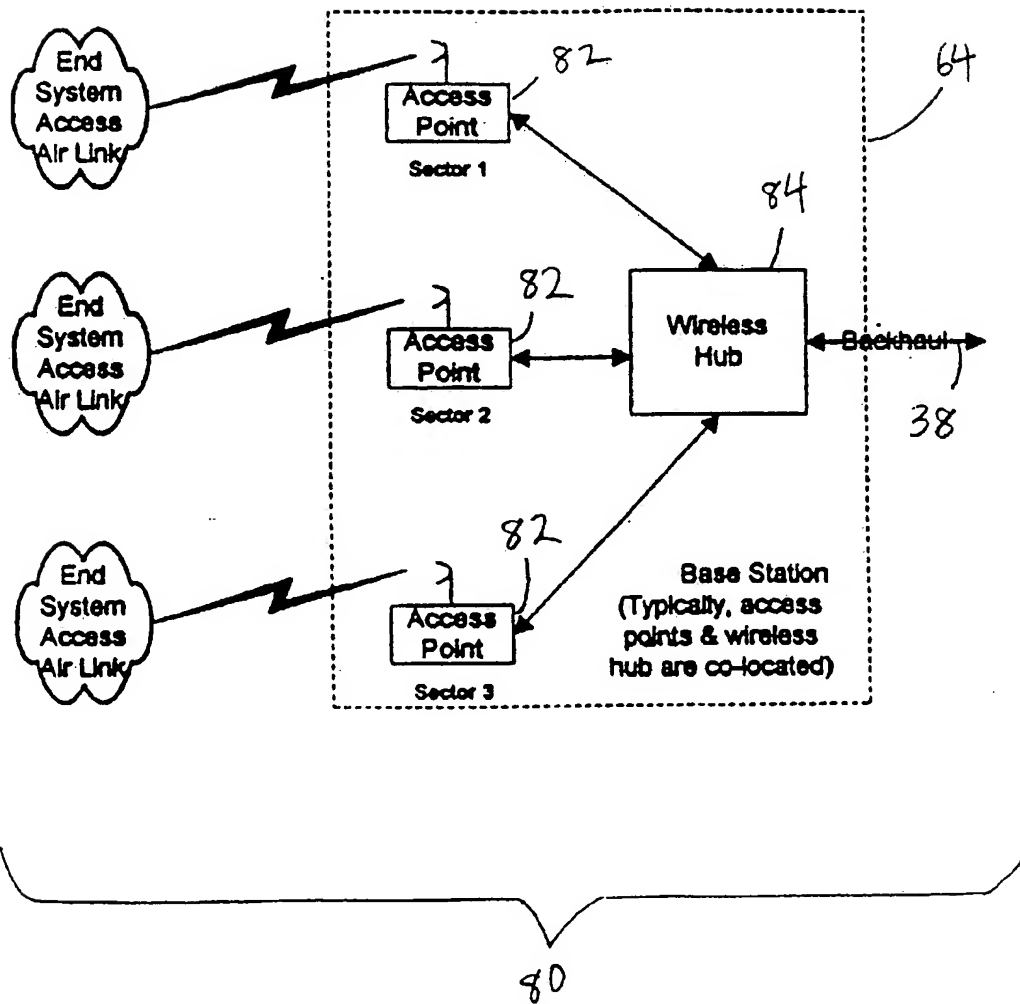 End
System
Access
Air Link
Access
Point
Sector 1
82
64
84
End
System
Access
Air Link
Access
Point
Sector 2
82
Wireless
Hub
Backhaul
38
End
System
Access
Air Link
Access
Point
Sector 3
82
Base Station
(Typically, access
points & wireless
hub are co-located)
80